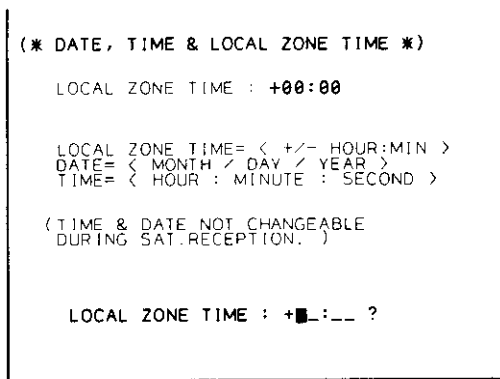 (* DATE, TIME & LOCAL ZONE TIME *)
LOCAL ZONE TIME : +00:00
LOCAL ZONE TIME= < +/- HOUR:MIN >
DATE= < MONTH / DAY / YEAR >
TIME= < HOUR : MINUTE : SECOND >
(TIME & DATE NOT CHANGEABLE
DURING SAT.RECEPTION. )
LOCAL ZONE TIME : +█_:__ ?